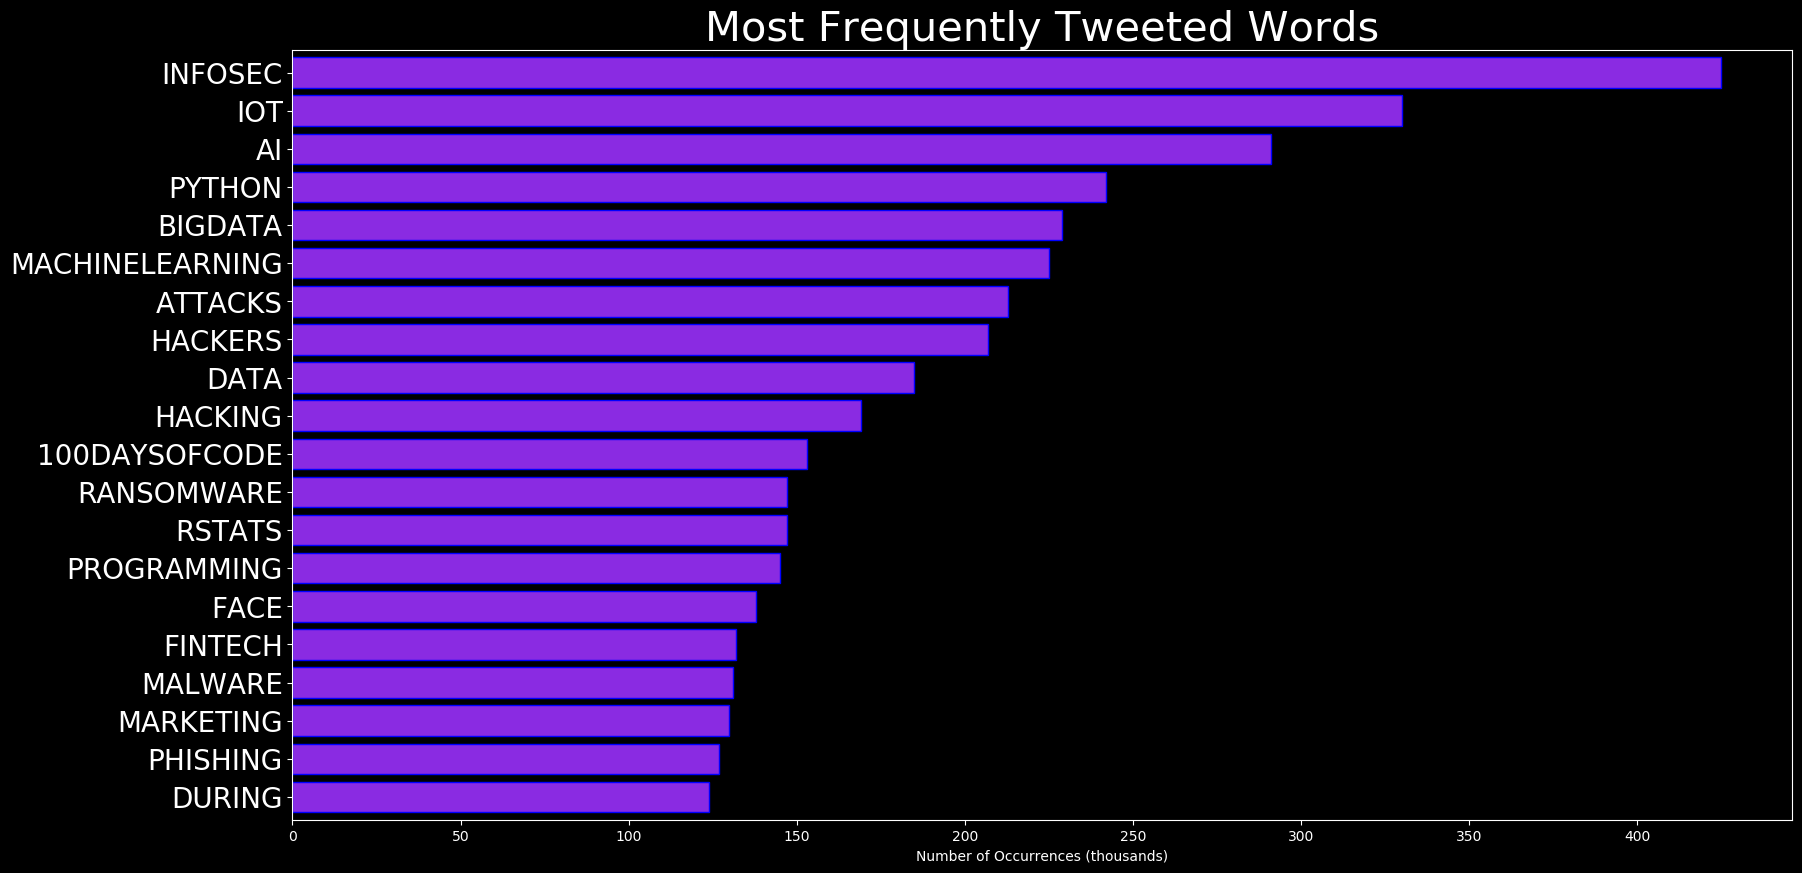 Most Frequently Tweeted Words
INFOSEC
IOT
AI
PYTHON
BIGDATA
MACHINELEARNING
ATTACKS
HACKERS
DATA
HACKING
100DAYSOFCODE
RANSOMWARE
RSTATS
PROGRAMMING
FACE
FINTECH
MALWARE
MARKETING
PHISHING
DURING
0 50 100 150 200 250 300 350 400
Number of Occurrences (thousands)